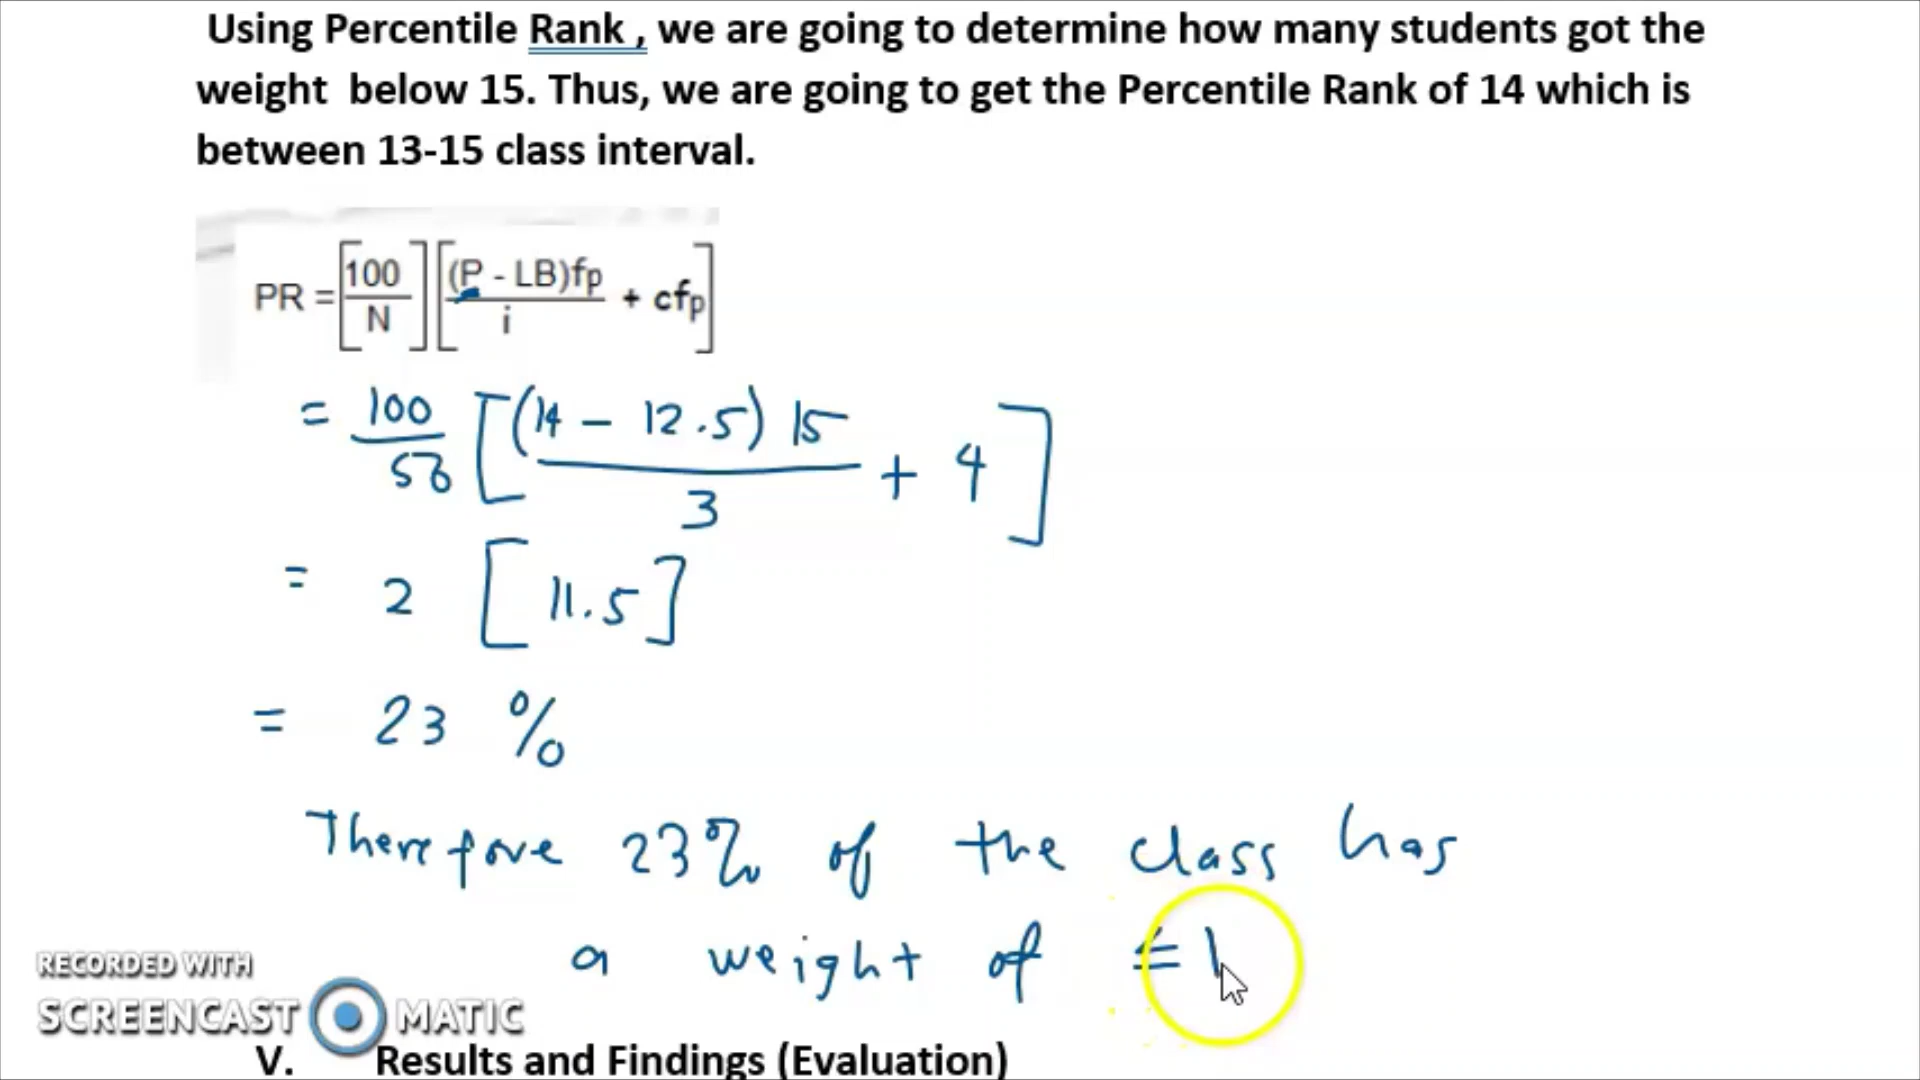 Using Percentile Rank , we are going to determine how many students got the
weight below 15. Thus, we are going to get the Percentile Rank of 14 which is
between 13-15 class interval.
PR = [100/N] [(P - LB)fp/i + cfp]
= 100/50 [(14 - 12.5) 15/3 + 4]
= 2 [11.5]
= 23 %
Therefore 23% of the class has
a weight of ≤ 1
RECORDED WITH
SCREENCAST MATIC
V. Results and Findings (Evaluation)